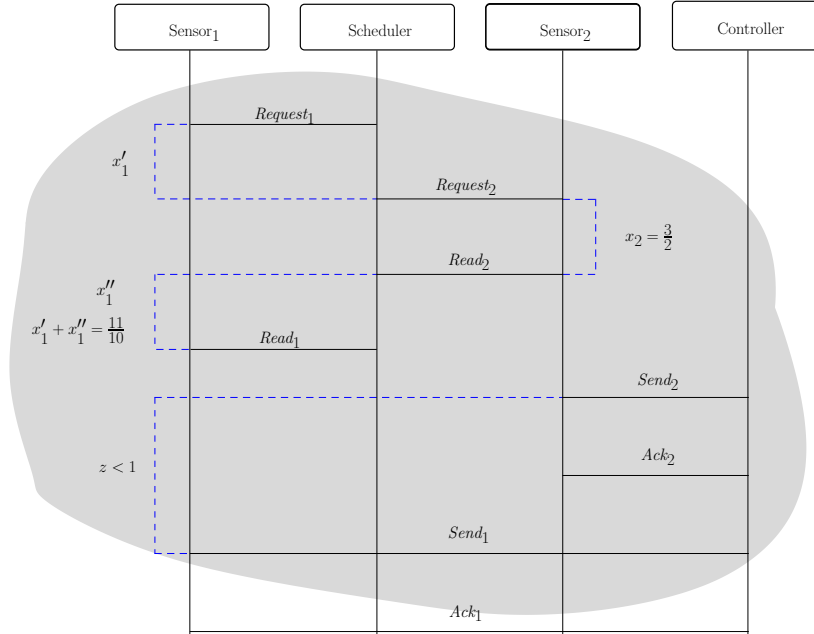 Sensor1 Scheduler Sensor2 Controller
Request1
x′1
Request2
x2 = 3/2
Read2
x′′1
x′1 + x′′1 = 11/10
Read1
Send2
z < 1
Ack2
Send1
Ack1